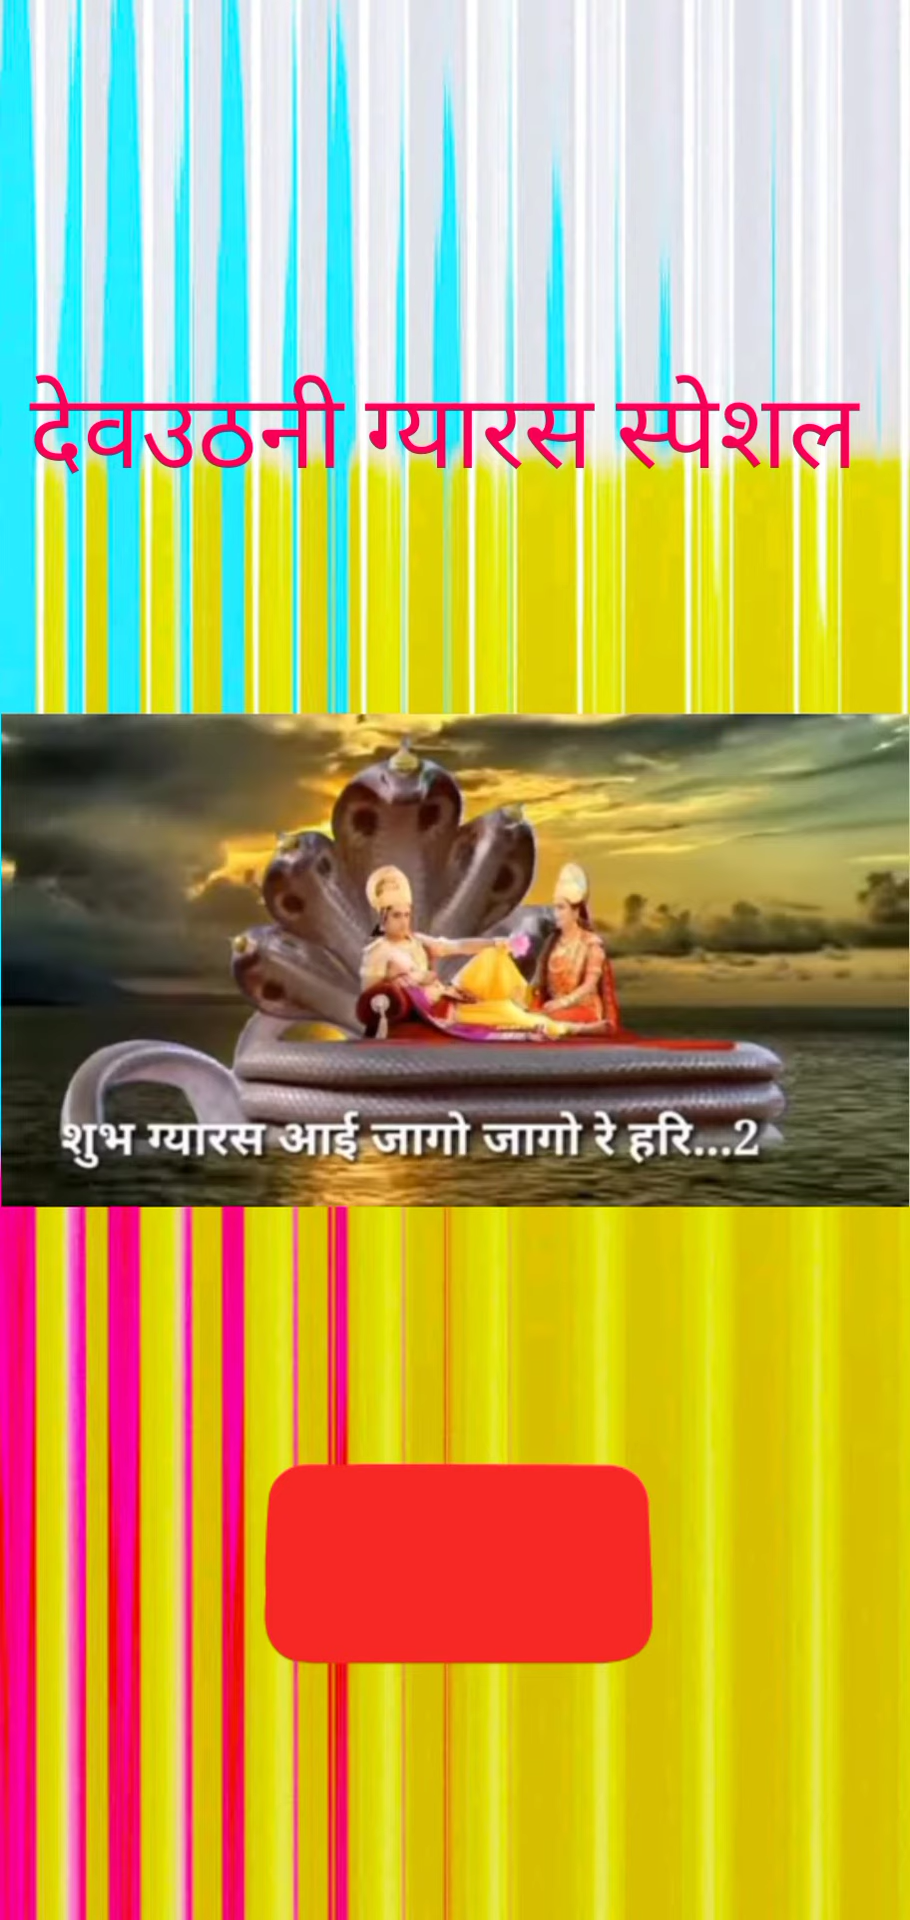 देवउठनी ग्यारस स्पेशल
शुभ ग्यारस आई जागो जागो रे हरि...2